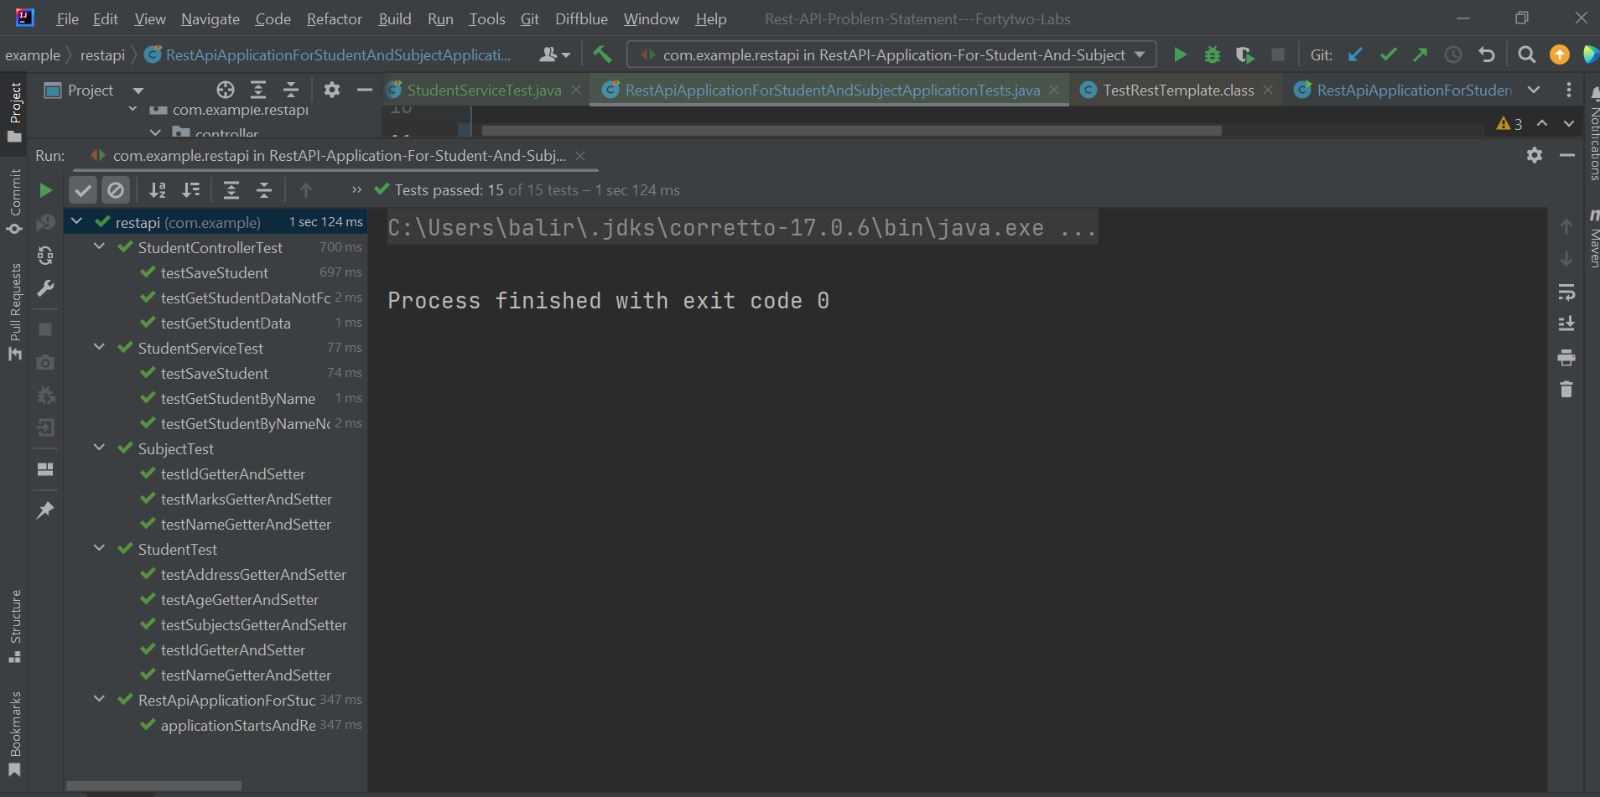 File Edit View Navigate Code Refactor Build Run Tools Git Diffblue Window Help Rest-API-Problem-Statement---Fortytwo-Labs
example restapi RestApiApplicationForStudentAndSubjectApplicati... com.example.restapi in RestAPI-Application-For-Student-And-Subject Git:
Project StudentServiceTest.java RestApiApplicationForStudentAndSubjectApplicationTests.java TestRestTemplate.class RestApiApplicationForStuden
com.example.restapi
controller
3
Run: com.example.restapi in RestAPI-Application-For-Student-And-Subj...
Tests passed: 15 of 15 tests – 1 sec 124 ms
restapi (com.example) 1 sec 124 ms
StudentControllerTest 700 ms
testSaveStudent 697 ms
testGetStudentDataNotFc 2 ms
testGetStudentData 1 ms
StudentServiceTest 77 ms
testSaveStudent 74 ms
testGetStudentByName 1 ms
testGetStudentByNameNc 2 ms
SubjectTest
testIdGetterAndSetter
testMarksGetterAndSetter
testNameGetterAndSetter
StudentTest
testAddressGetterAndSetter
testAgeGetterAndSetter
testSubjectsGetterAndSetter
testIdGetterAndSetter
testNameGetterAndSetter
RestApiApplicationForStuc 347 ms
applicationStartsAndRe 347 ms
C:\Users\balir\.jdks\corretto-17.0.6\bin\java.exe ...
Process finished with exit code 0
Project
Commit
Pull Requests
Structure
Bookmarks
Notifications
Maven